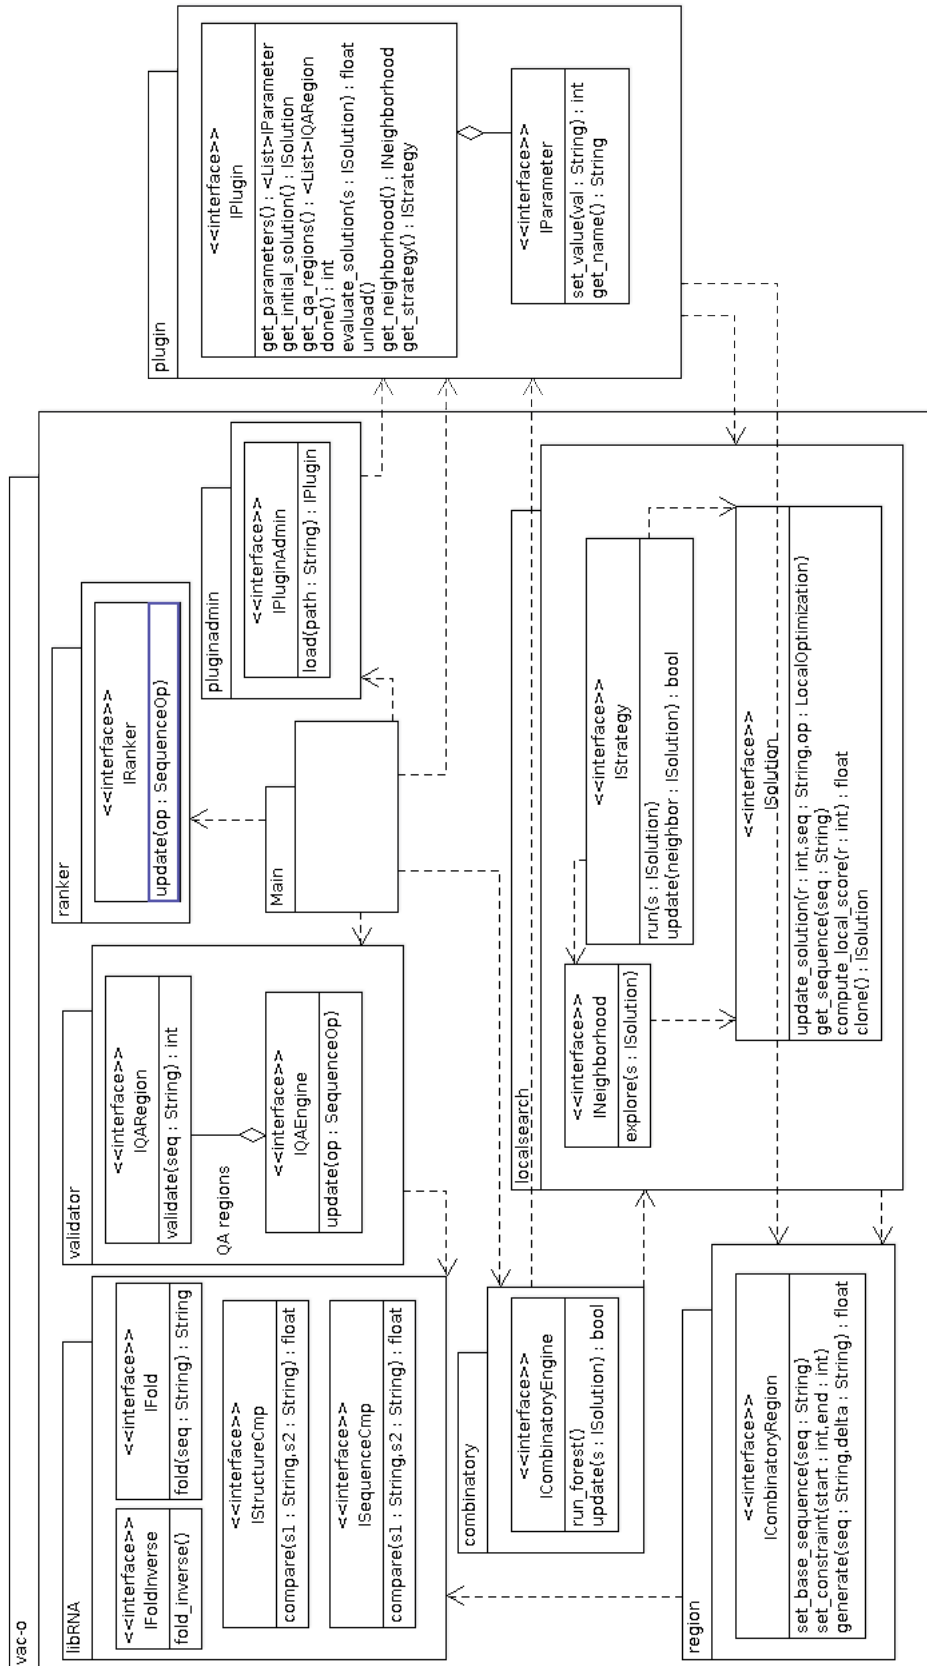 vac-o
libRNA
<<interface>>
IFoldInverse
fold_inverse()
<<interface>>
IFold
fold(seq : String) : String
<<interface>>
IStructureCmp
compare(s1 : String,s2 : String) : float
<<interface>>
ISequenceCmp
compare(s1 : String,s2 : String) : float
validator
<<interface>>
IQARegion
validate(seq : String) : int
QA regions
<<interface>>
IQAEngine
update(op : SequenceOp)
ranker
<<interface>>
IRanker
update(op : SequenceOp)
Main
pluginadmin
<<interface>>
IPluginAdmin
load(path : String) : IPlugin
plugin
<<interface>>
IPlugin
get_parameters() : <List>IParameter
get_initial_solution() : ISolution
get_qa_regions() : <List>IQARegion
done() : int
evaluate_solution(s : ISolution) : float
unload()
get_neighborhood() : INeighborhood
get_strategy() : IStrategy
<<interface>>
IParameter
set_value(val : String) : int
get_name() : String
combinatory
<<interface>>
ICombinatoryEngine
run_forest()
update(s : ISolution) : bool
localsearch
<<interface>>
INeighborhood
explore(s : ISolution)
<<interface>>
IStrategy
run(s : ISolution)
update(neighbor : ISolution) : bool
<<interface>>
ISolution
update_solution(r : int,seq : String,op : LocalOptimization)
get_sequence(seq : String)
compute_local_score(r : int) : float
clone() : ISolution
region
<<interface>>
ICombinatoryRegion
set_base_sequence(seq : String)
set_constraint(start : int,end : int)
generate(seq : String,delta : String) : float